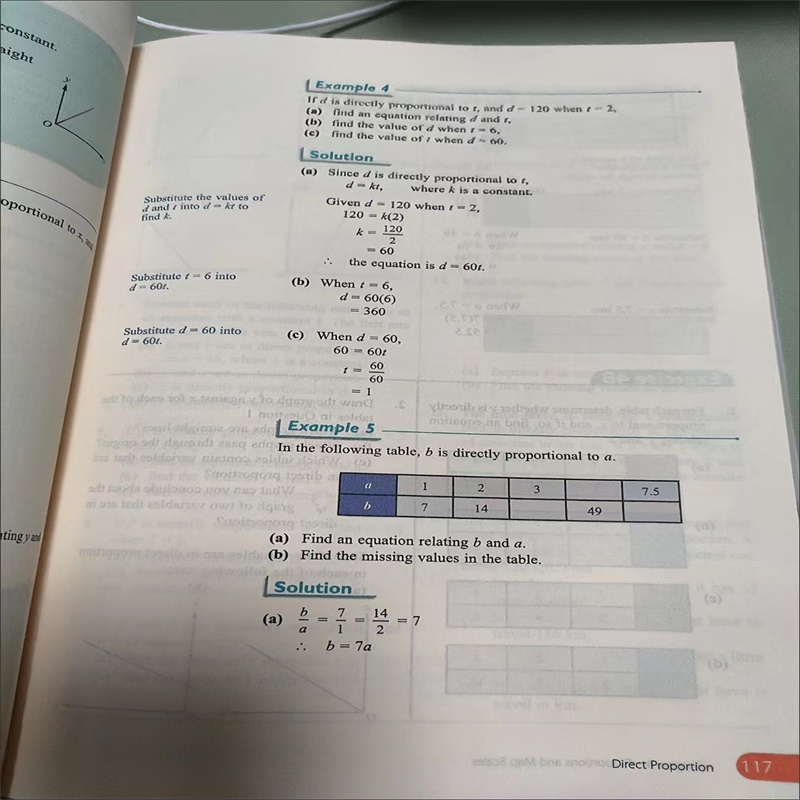 constant.
aight
y
O
oportional to x, and
ating y and
Example 4
If d is directly proportional to t, and d = 120 when t = 2,
(a) find an equation relating d and t,
(b) find the value of d when t = 6,
(c) find the value of t when d = 60.
Solution
(a) Since d is directly proportional to t,
d = kt, where k is a constant.
Substitute the values of
d and t into d = kt to
find k.
Given d = 120 when t = 2,
120 = k(2)
k = 120/2
= 60
∴ the equation is d = 60t.
Substitute t = 6 into
d = 60t.
(b) When t = 6,
d = 60(6)
= 360
Substitute d = 60 into
d = 60t.
(c) When d = 60,
60 = 60t
t = 60/60
= 1
Example 5
In the following table, b is directly proportional to a.
a 1 2 3 7.5
b 7 14 49
(a) Find an equation relating b and a.
(b) Find the missing values in the table.
Solution
(a) b/a = 7/1 = 14/2 = 7
∴ b = 7a
Direct Proportion 117